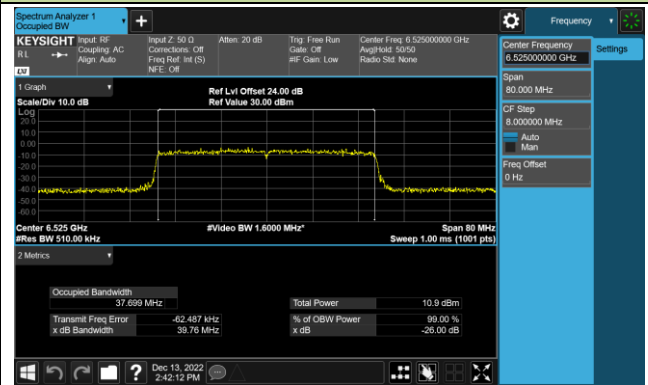 Spectrum Analyzer 1
Occupied BW
Frequency
KEYSIGHT
RL
LXI
Input: RF
Coupling: AC
Align: Auto
Input Z: 50 Ω
Corrections: Off
Freq Ref: Int (S)
NFE: Off
Atten: 20 dB
Trig: Free Run
Gate: Off
#IF Gain: Low
Center Freq: 6.525000000 GHz
Avg|Hold: 50/50
Radio Std: None
Center Frequency
6.525000000 GHz
Settings
Span
80.000 MHz
CF Step
8.000000 MHz
Auto
Man
Freq Offset
0 Hz
1 Graph
Scale/Div 10.0 dB
Ref Lvl Offset 24.00 dB
Ref Value 30.00 dBm
Log
20.0
10.0
0.00
-10.0
-20.0
-30.0
-40.0
-50.0
-60.0
Center 6.525 GHz
#Res BW 510.00 kHz
#Video BW 1.6000 MHz*
Span 80 MHz
Sweep 1.00 ms (1001 pts)
2 Metrics
Occupied Bandwidth
37.699 MHz
Total Power 10.9 dBm
Transmit Freq Error -62.487 kHz
% of OBW Power 99.00 %
x dB Bandwidth 39.76 MHz
x dB -26.00 dB
?
Dec 13, 2022
2:42:12 PM